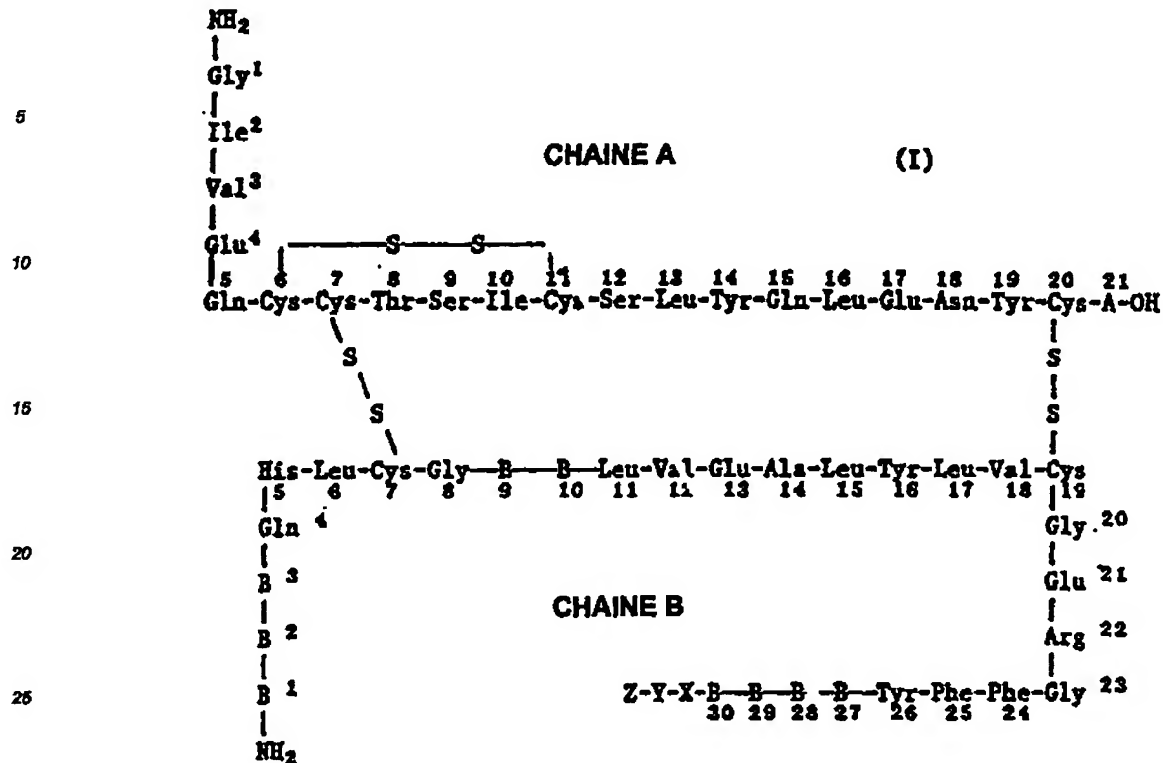 NH2
Gly1
5
Ile2
CHAINE A (I)
Val3
Glu4
S S
10
5 6 7 8 9 10 11 12 13 14 15 16 17 18 19 20 21
Gln-Cys-Cys-Thr-Ser-Ile-Cys-Ser-Leu-Tyr-Gln-Leu-Glu-Asn-Tyr-Cys-A-OH
S S
15
S S
His-Leu-Cys-Gly-B-B-Leu-Val-Glu-Ala-Leu-Tyr-Leu-Val-Cys
5 6 7 8 9 10 11 12 13 14 15 16 17 18 19
Gln 4 Gly 20
20
B 3 Glu 21
CHAINE B
B 2 Arg 22
25
B 1 Z-Y-X-B-B-B-B-Tyr-Phe-Phe-Gly 23
30 29 28 27 26 25 24
NH2